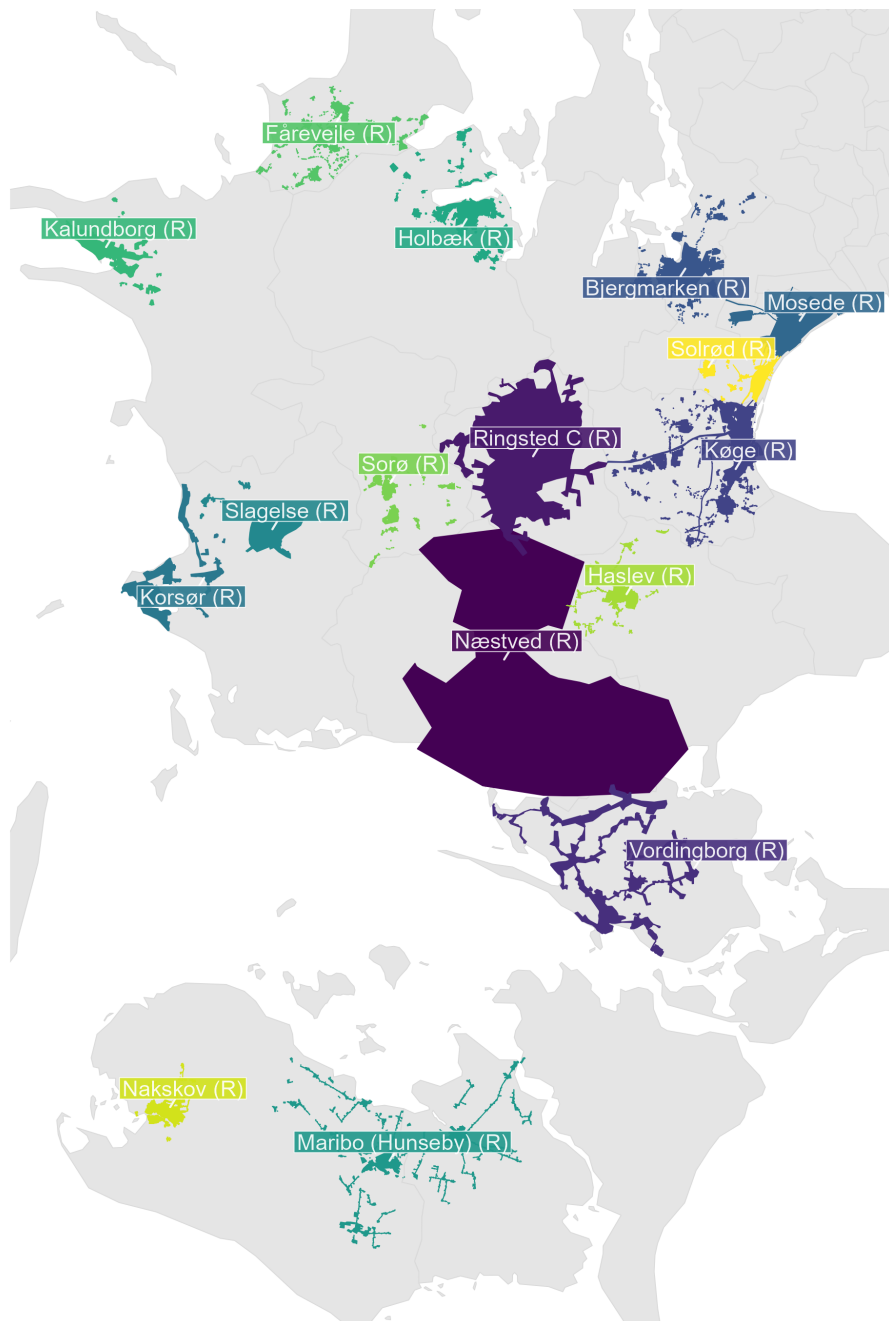 Fårevejle (R)
Kalundborg (R)
Holbæk (R)
Bjergmarken (R)
Mosede (R)
Solrød (R)
Ringsted C (R)
Køge (R)
Sorø (R)
Slagelse (R)
Haslev (R)
Korsør (R)
Næstved (R)
Vordingborg (R)
Nakskov (R)
Maribo (Hunseby) (R)